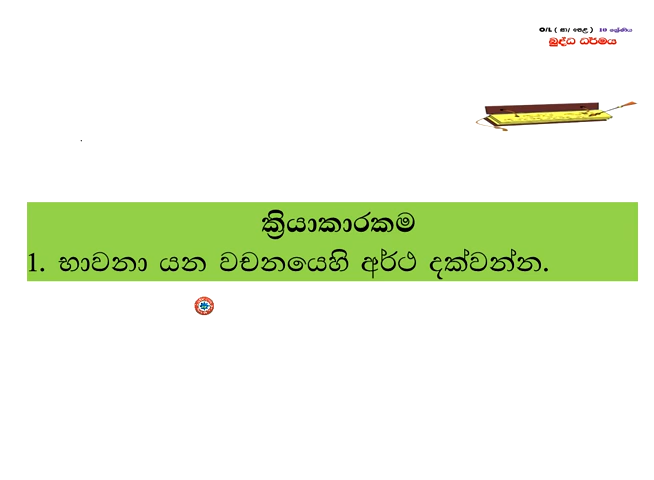 O/L ( සා/ පෙළ ) 10 ශ්‍රේණිය
බුද්ධ ධර්මය
ක්‍රියාකාරකම
1. භාවනා යන වචනයෙහි අර්ථ දක්වන්න.